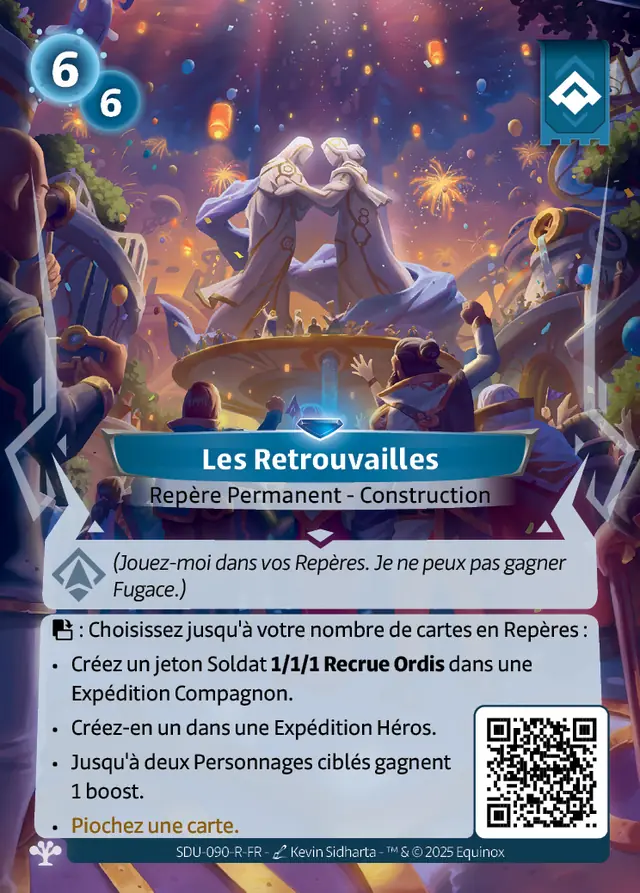 6
6
Les Retrouvailles
Repère Permanent - Construction
(Jouez-moi dans vos Repères. Je ne peux pas gagner
Fugace.)
: Choisissez jusqu'à votre nombre de cartes en Repères :
• Créez un jeton Soldat 1/1/1 Recrue Ordis dans une
Expédition Compagnon.
• Créez-en un dans une Expédition Héros.
• Jusqu'à deux Personnages ciblés gagnent
1 boost.
• Piochez une carte.
SDU-090-R-FR - Kevin Sidharta - ™ & © 2025 Equinox